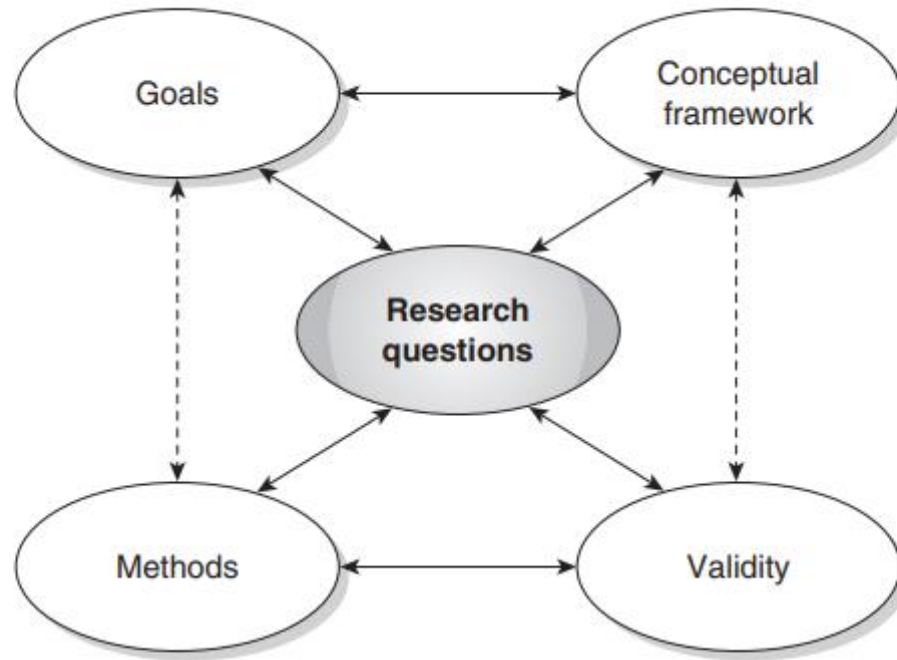 Goals
Conceptual
framework
Research
questions
Methods
Validity